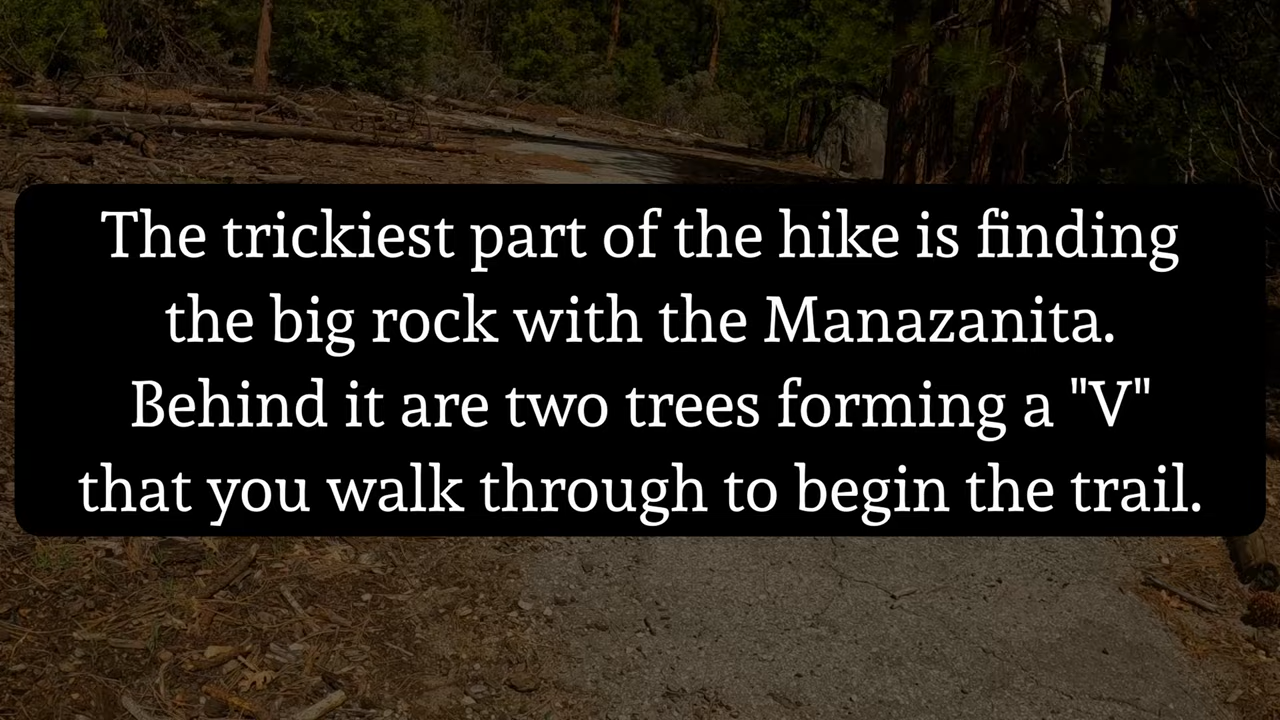 The trickiest part of the hike is finding
the big rock with the Manazanita.
Behind it are two trees forming a "V"
that you walk through to begin the trail.